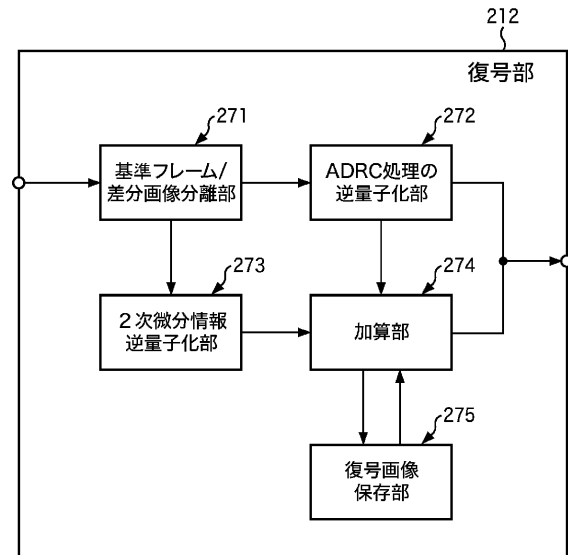 212
復号部
271
272
基準フレーム/
差分画像分離部
ADRC処理の
逆量子化部
273
274
2次微分情報
逆量子化部
加算部
275
復号画像
保存部